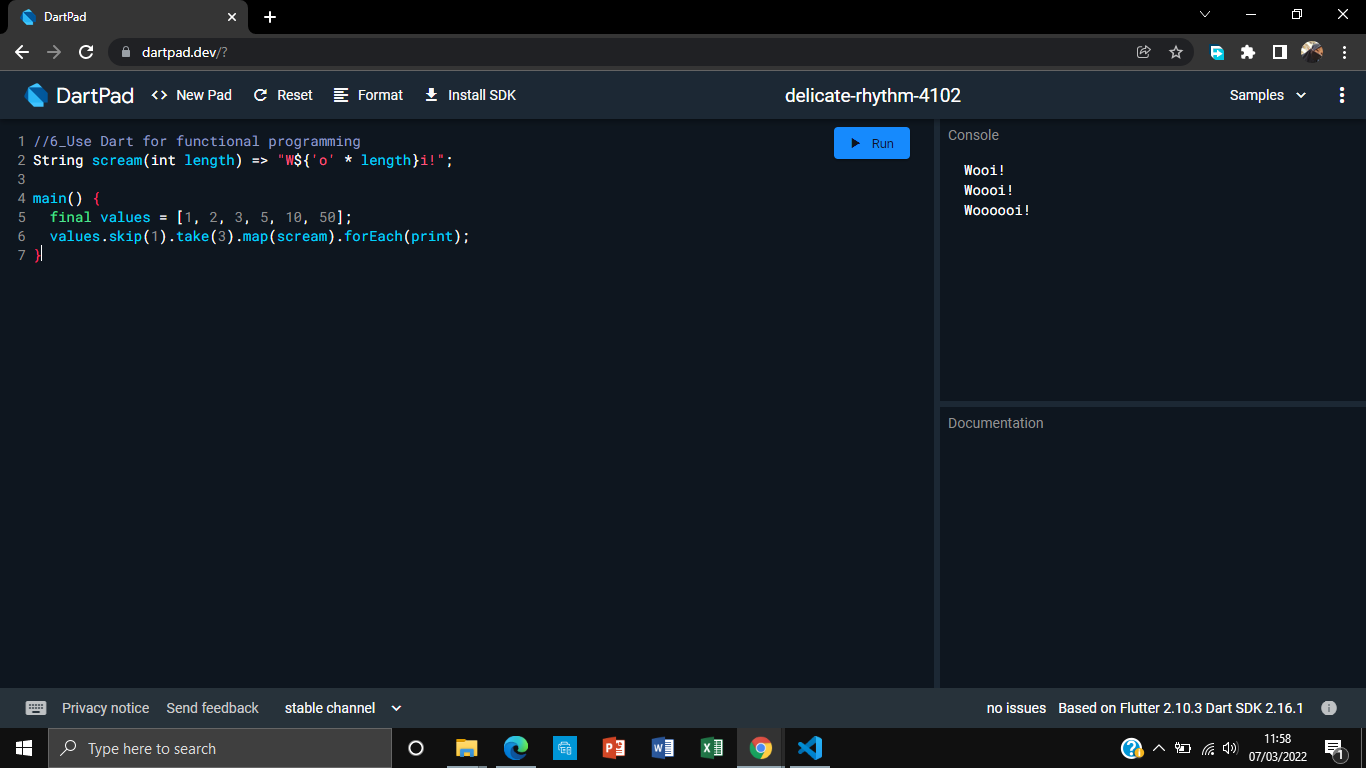 DartPad
dartpad.dev/?
DartPad
New Pad
Reset
Format
Install SDK
delicate-rhythm-4102
Samples
1 //6_Use Dart for functional programming
2 String scream(int length) => "W${'o' * length}i!";
3
4 main() {
5 final values = [1, 2, 3, 5, 10, 50];
6 values.skip(1).take(3).map(scream).forEach(print);
7 }
Run
Console
Wooi!
Woooi!
Woooooi!
Documentation
Privacy notice
Send feedback
stable channel
no issues
Based on Flutter 2.10.3 Dart SDK 2.16.1
Type here to search
11:58
07/03/2022
1